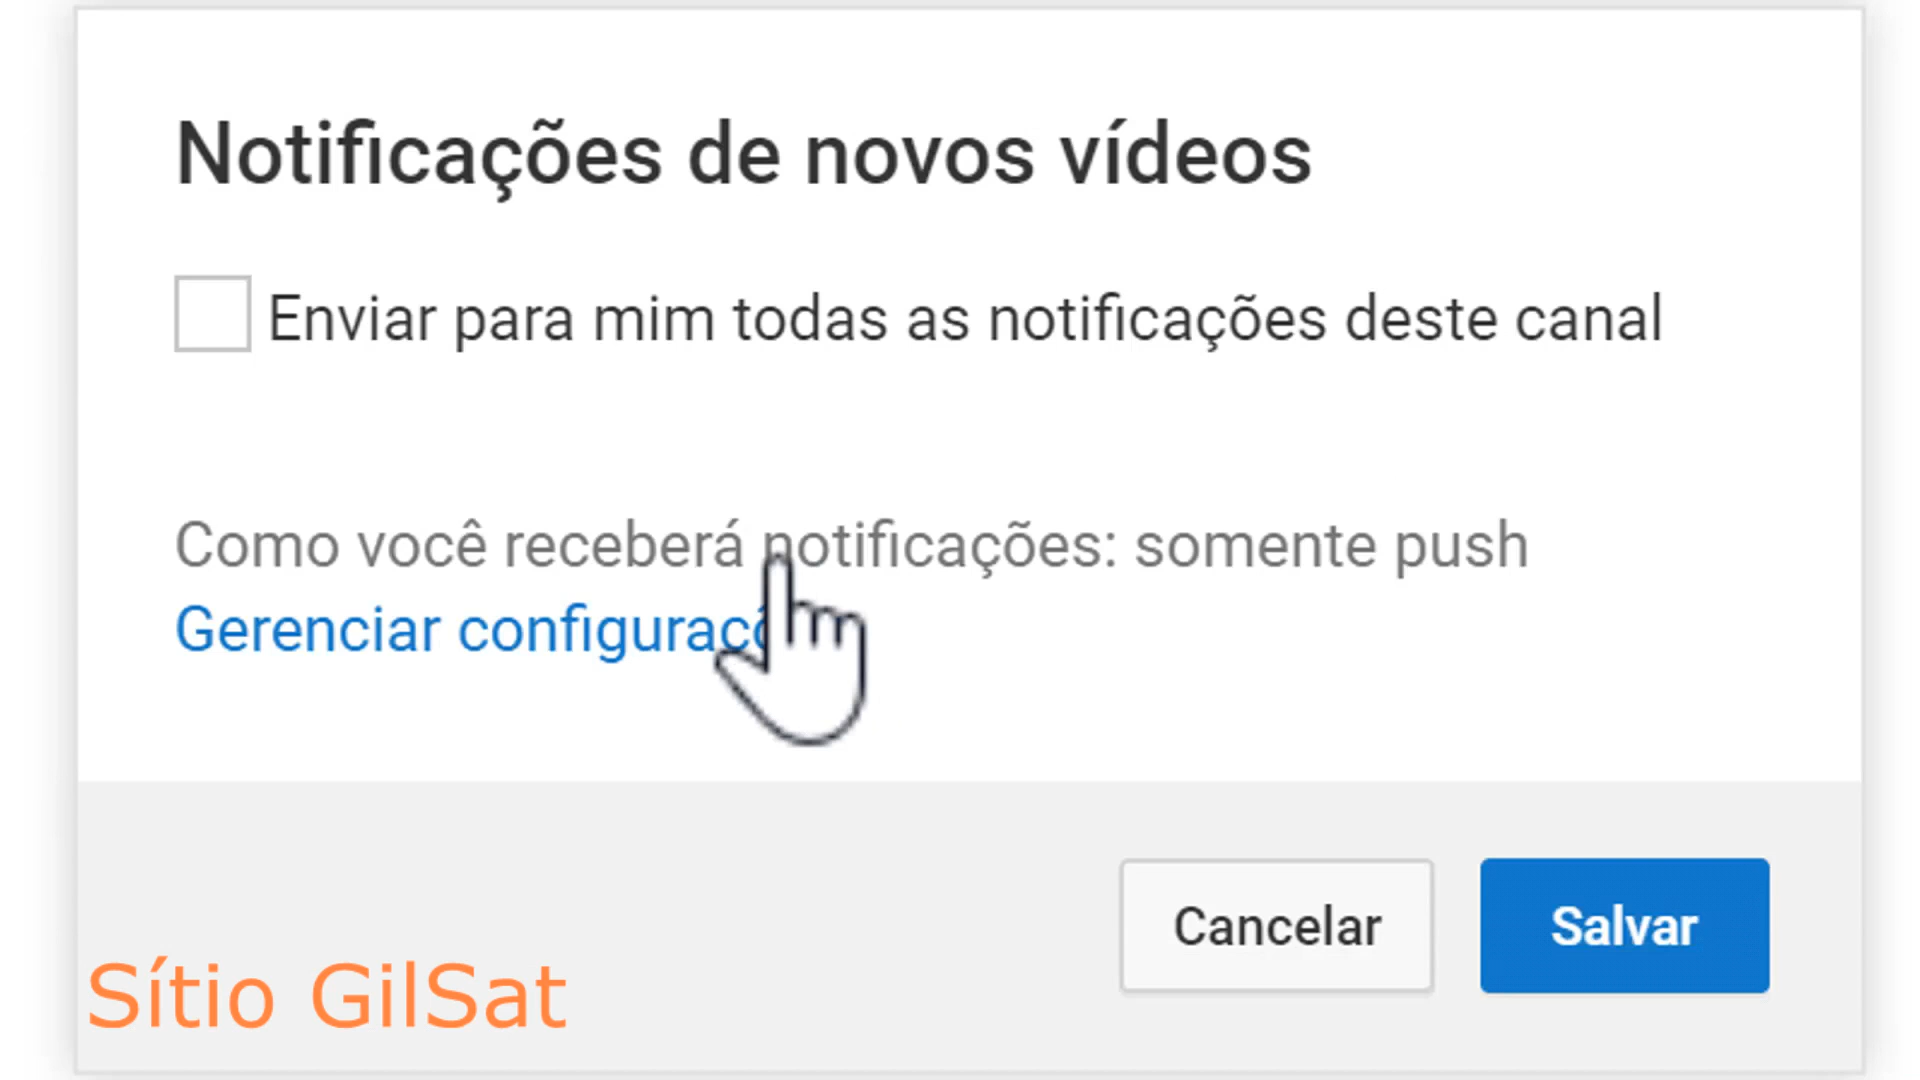 Notificações de novos vídeos
Enviar para mim todas as notificações deste canal
Como você receberá notificações: somente push
Gerenciar
Cancelar
Salvar
Sítio GilSat